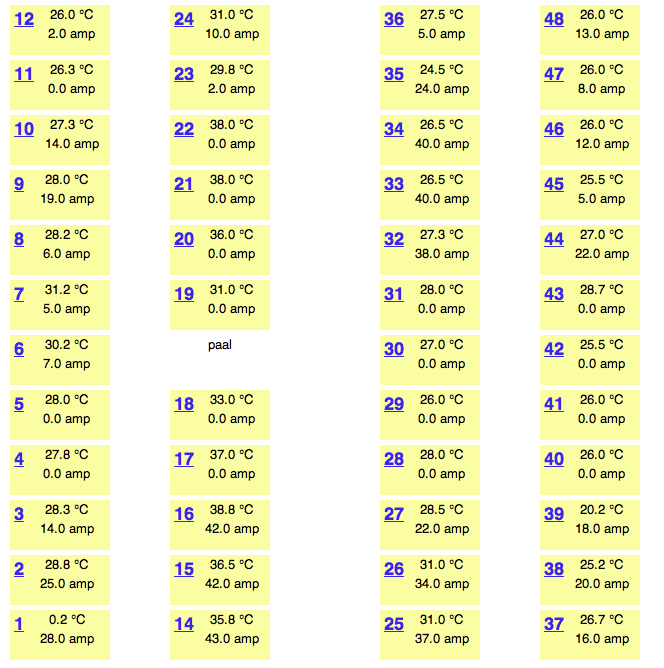 12 26.0 °C
2.0 amp
11 26.3 °C
0.0 amp
10 27.3 °C
14.0 amp
9 28.0 °C
19.0 amp
8 28.2 °C
6.0 amp
7 31.2 °C
5.0 amp
6 30.2 °C
7.0 amp
5 28.0 °C
0.0 amp
4 27.8 °C
0.0 amp
3 28.3 °C
14.0 amp
2 28.8 °C
25.0 amp
1 0.2 °C
28.0 amp
24 31.0 °C
10.0 amp
23 29.8 °C
2.0 amp
22 38.0 °C
0.0 amp
21 38.0 °C
0.0 amp
20 36.0 °C
0.0 amp
19 31.0 °C
0.0 amp
paal
18 33.0 °C
0.0 amp
17 37.0 °C
0.0 amp
16 38.8 °C
42.0 amp
15 36.5 °C
42.0 amp
14 35.8 °C
43.0 amp
36 27.5 °C
5.0 amp
35 24.5 °C
24.0 amp
34 26.5 °C
40.0 amp
33 26.5 °C
40.0 amp
32 27.3 °C
38.0 amp
31 28.0 °C
0.0 amp
30 27.0 °C
0.0 amp
29 26.0 °C
0.0 amp
28 28.0 °C
0.0 amp
27 28.5 °C
22.0 amp
26 31.0 °C
34.0 amp
25 31.0 °C
37.0 amp
48 26.0 °C
13.0 amp
47 26.0 °C
8.0 amp
46 26.0 °C
12.0 amp
45 25.5 °C
5.0 amp
44 27.0 °C
22.0 amp
43 28.7 °C
0.0 amp
42 25.5 °C
0.0 amp
41 26.0 °C
0.0 amp
40 26.0 °C
0.0 amp
39 20.2 °C
18.0 amp
38 25.2 °C
20.0 amp
37 26.7 °C
16.0 amp